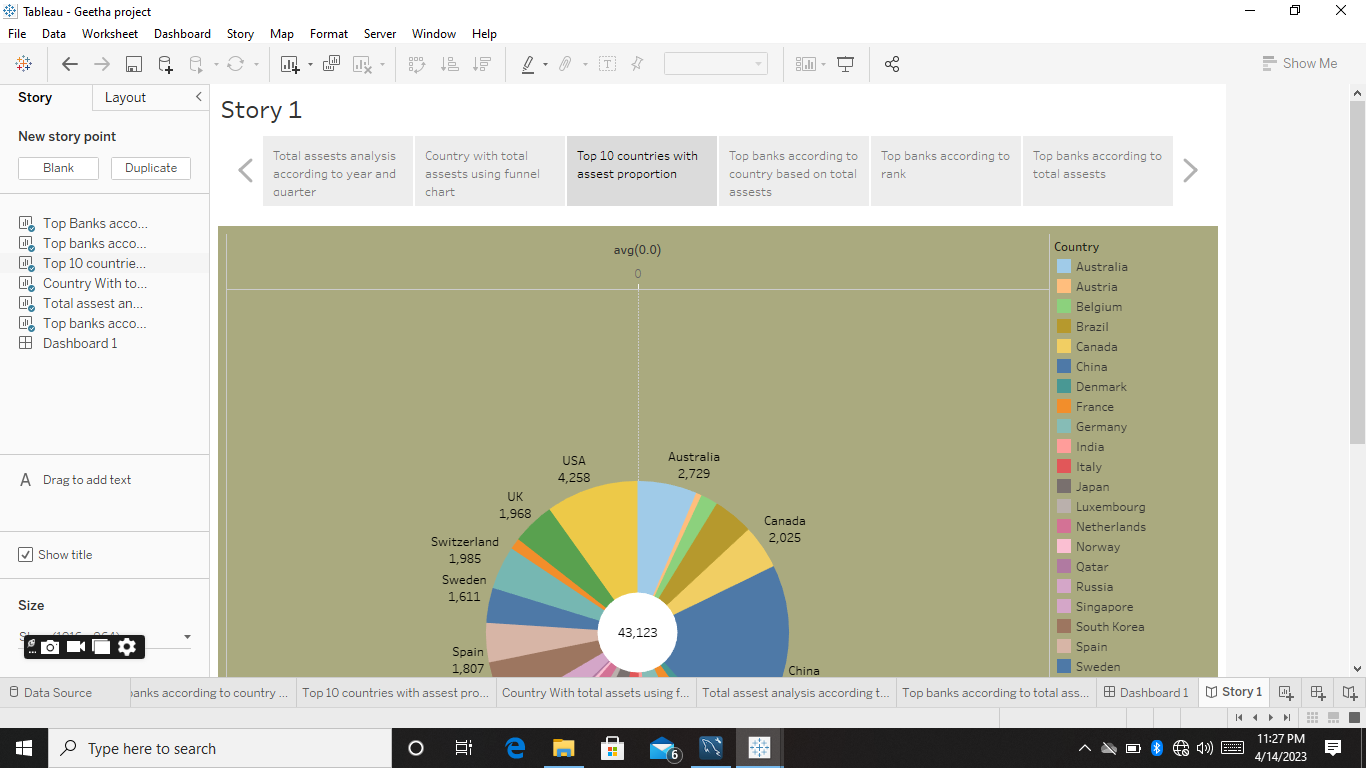 Tableau - Geetha project
File Data Worksheet Dashboard Story Map Format Server Window Help
Show Me
Story Layout
New story point
Blank Duplicate
Top Banks acco...
Top banks acco...
Top 10 countrie...
Country With to...
Total assest an...
Top banks acco...
Dashboard 1
A Drag to add text
Show title
Size
Story 1
Total assests analysis
according to year and
quarter
Country with total
assests using funnel
chart
Top 10 countries with
assest proportion
Top banks according to
country based on total
assests
Top banks according to
rank
Top banks according to
total assests
avg(0.0)
0
USA
4,258
Australia
2,729
UK
1,968
Canada
2,025
Switzerland
1,985
Sweden
1,611
43,123
Spain
1,807
China
Country
Australia
Austria
Belgium
Brazil
Canada
China
Denmark
France
Germany
India
Italy
Japan
Luxembourg
Netherlands
Norway
Qatar
Russia
Singapore
South Korea
Spain
Sweden
Data Source anks according to country ... Top 10 countries with assest pro... Country With total assets using f... Total assest analysis according t... Top banks according to total ass... Dashboard 1 Story 1
Type here to search
6
11:27 PM
4/14/2023